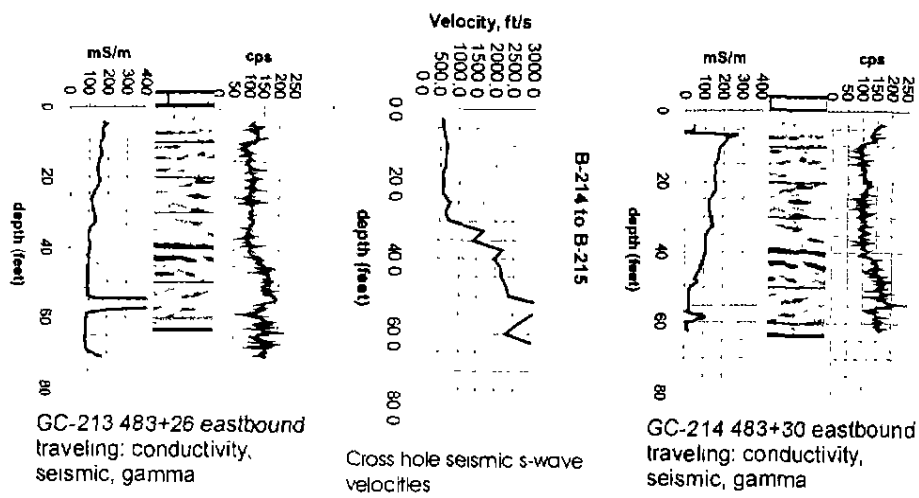 Velocity, ft/s
mS/m
cps
0
100
200
300
400
0
50
100
150
200
250
0.0
500.0
1000.0
1500.0
2000.0
2500.0
3000.0
mS/m
cps
0
100
200
300
400
0
50
100
150
200
250
0
20
40
60
80
depth (feet)
0.0
20.0
40.0
60.0
80.0
depth (feet)
B-214 to B-215
0
20
40
60
80
depth (feet)
GC-213 483+26 eastbound
traveling: conductivity,
seismic, gamma
Cross hole seismic s-wave
velocities
GC-214 483+30 eastbound
traveling: conductivity,
seismic, gamma